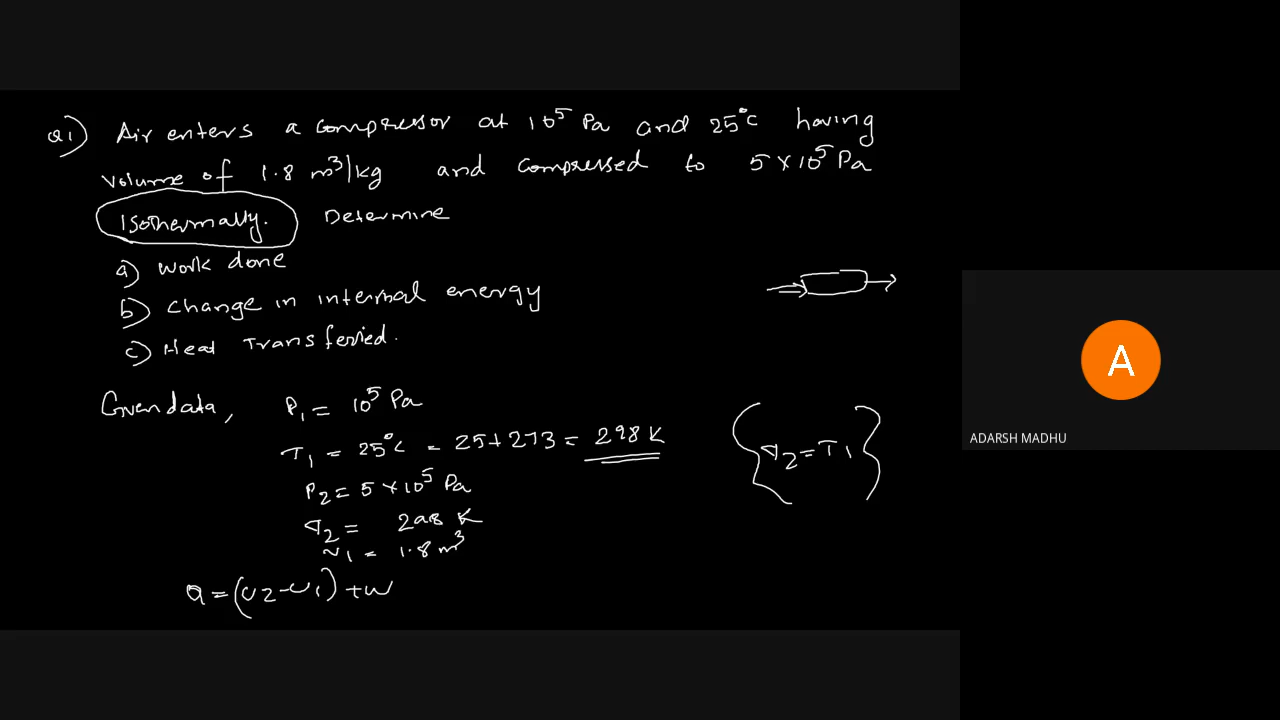 Q1) Air enters a compressor at 10⁵ Pa and 25°C having
volume of 1.8 m³/kg and compressed to 5 × 10⁵ Pa
Isothermally. Determine
a) Work done
b) Change in internal energy
c) Heat Transferred.
Given data, P₁ = 10⁵ Pa
T₁ = 25°C = 25+273 = 298 K
{T₂ = T₁}
P₂ = 5 × 10⁵ Pa
T₂ = 298 K
v₁ = 1.8 m³
Q = (U₂-U₁) + W
A
ADARSH MADHU